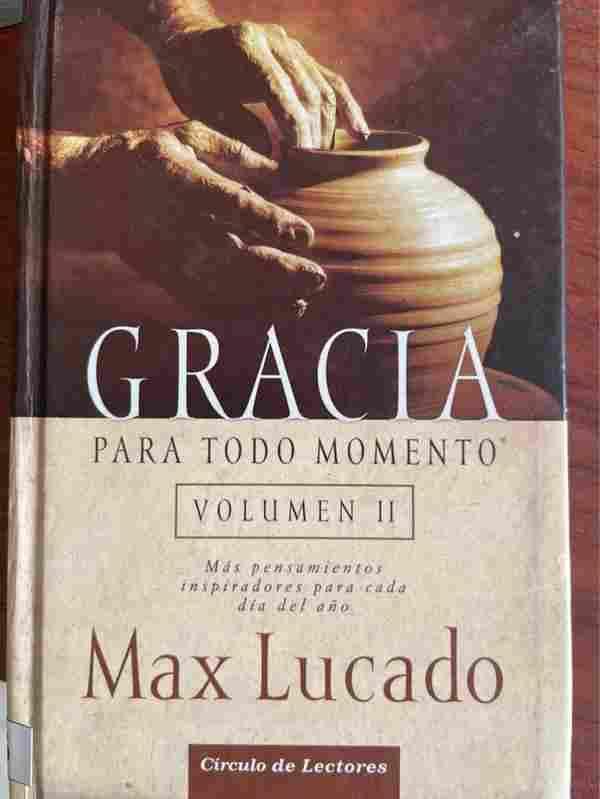 GRACIA
PARA TODO MOMENTO®
VOLUMEN II
Más pensamientos
inspiradores para cada
día del año
Max Lucado
Círculo de Lectores